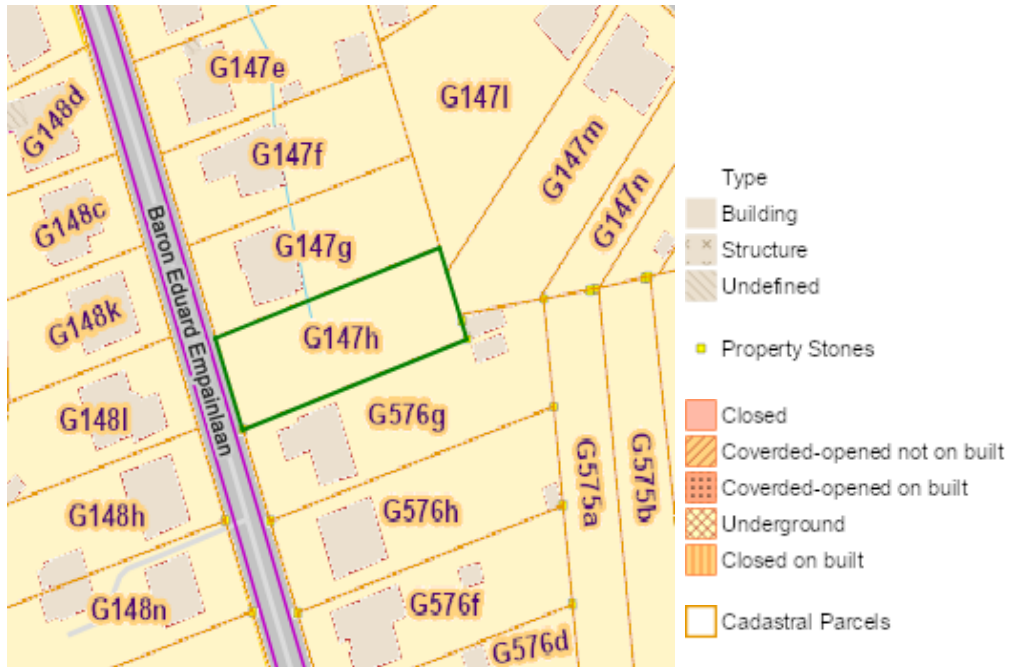 G147e
G147l
G148d
G147m
G147f
G147n
G148c
Baron Eduard Empainlaan
G147g
G148k
G147h
G148l
G576g
G575a
G575b
G148h
G576h
G148n
G576f
G576d
Type
Building
Structure
Undefined
Property Stones
Closed
Coverded-opened not on built
Coverded-opened on built
Underground
Closed on built
Cadastral Parcels